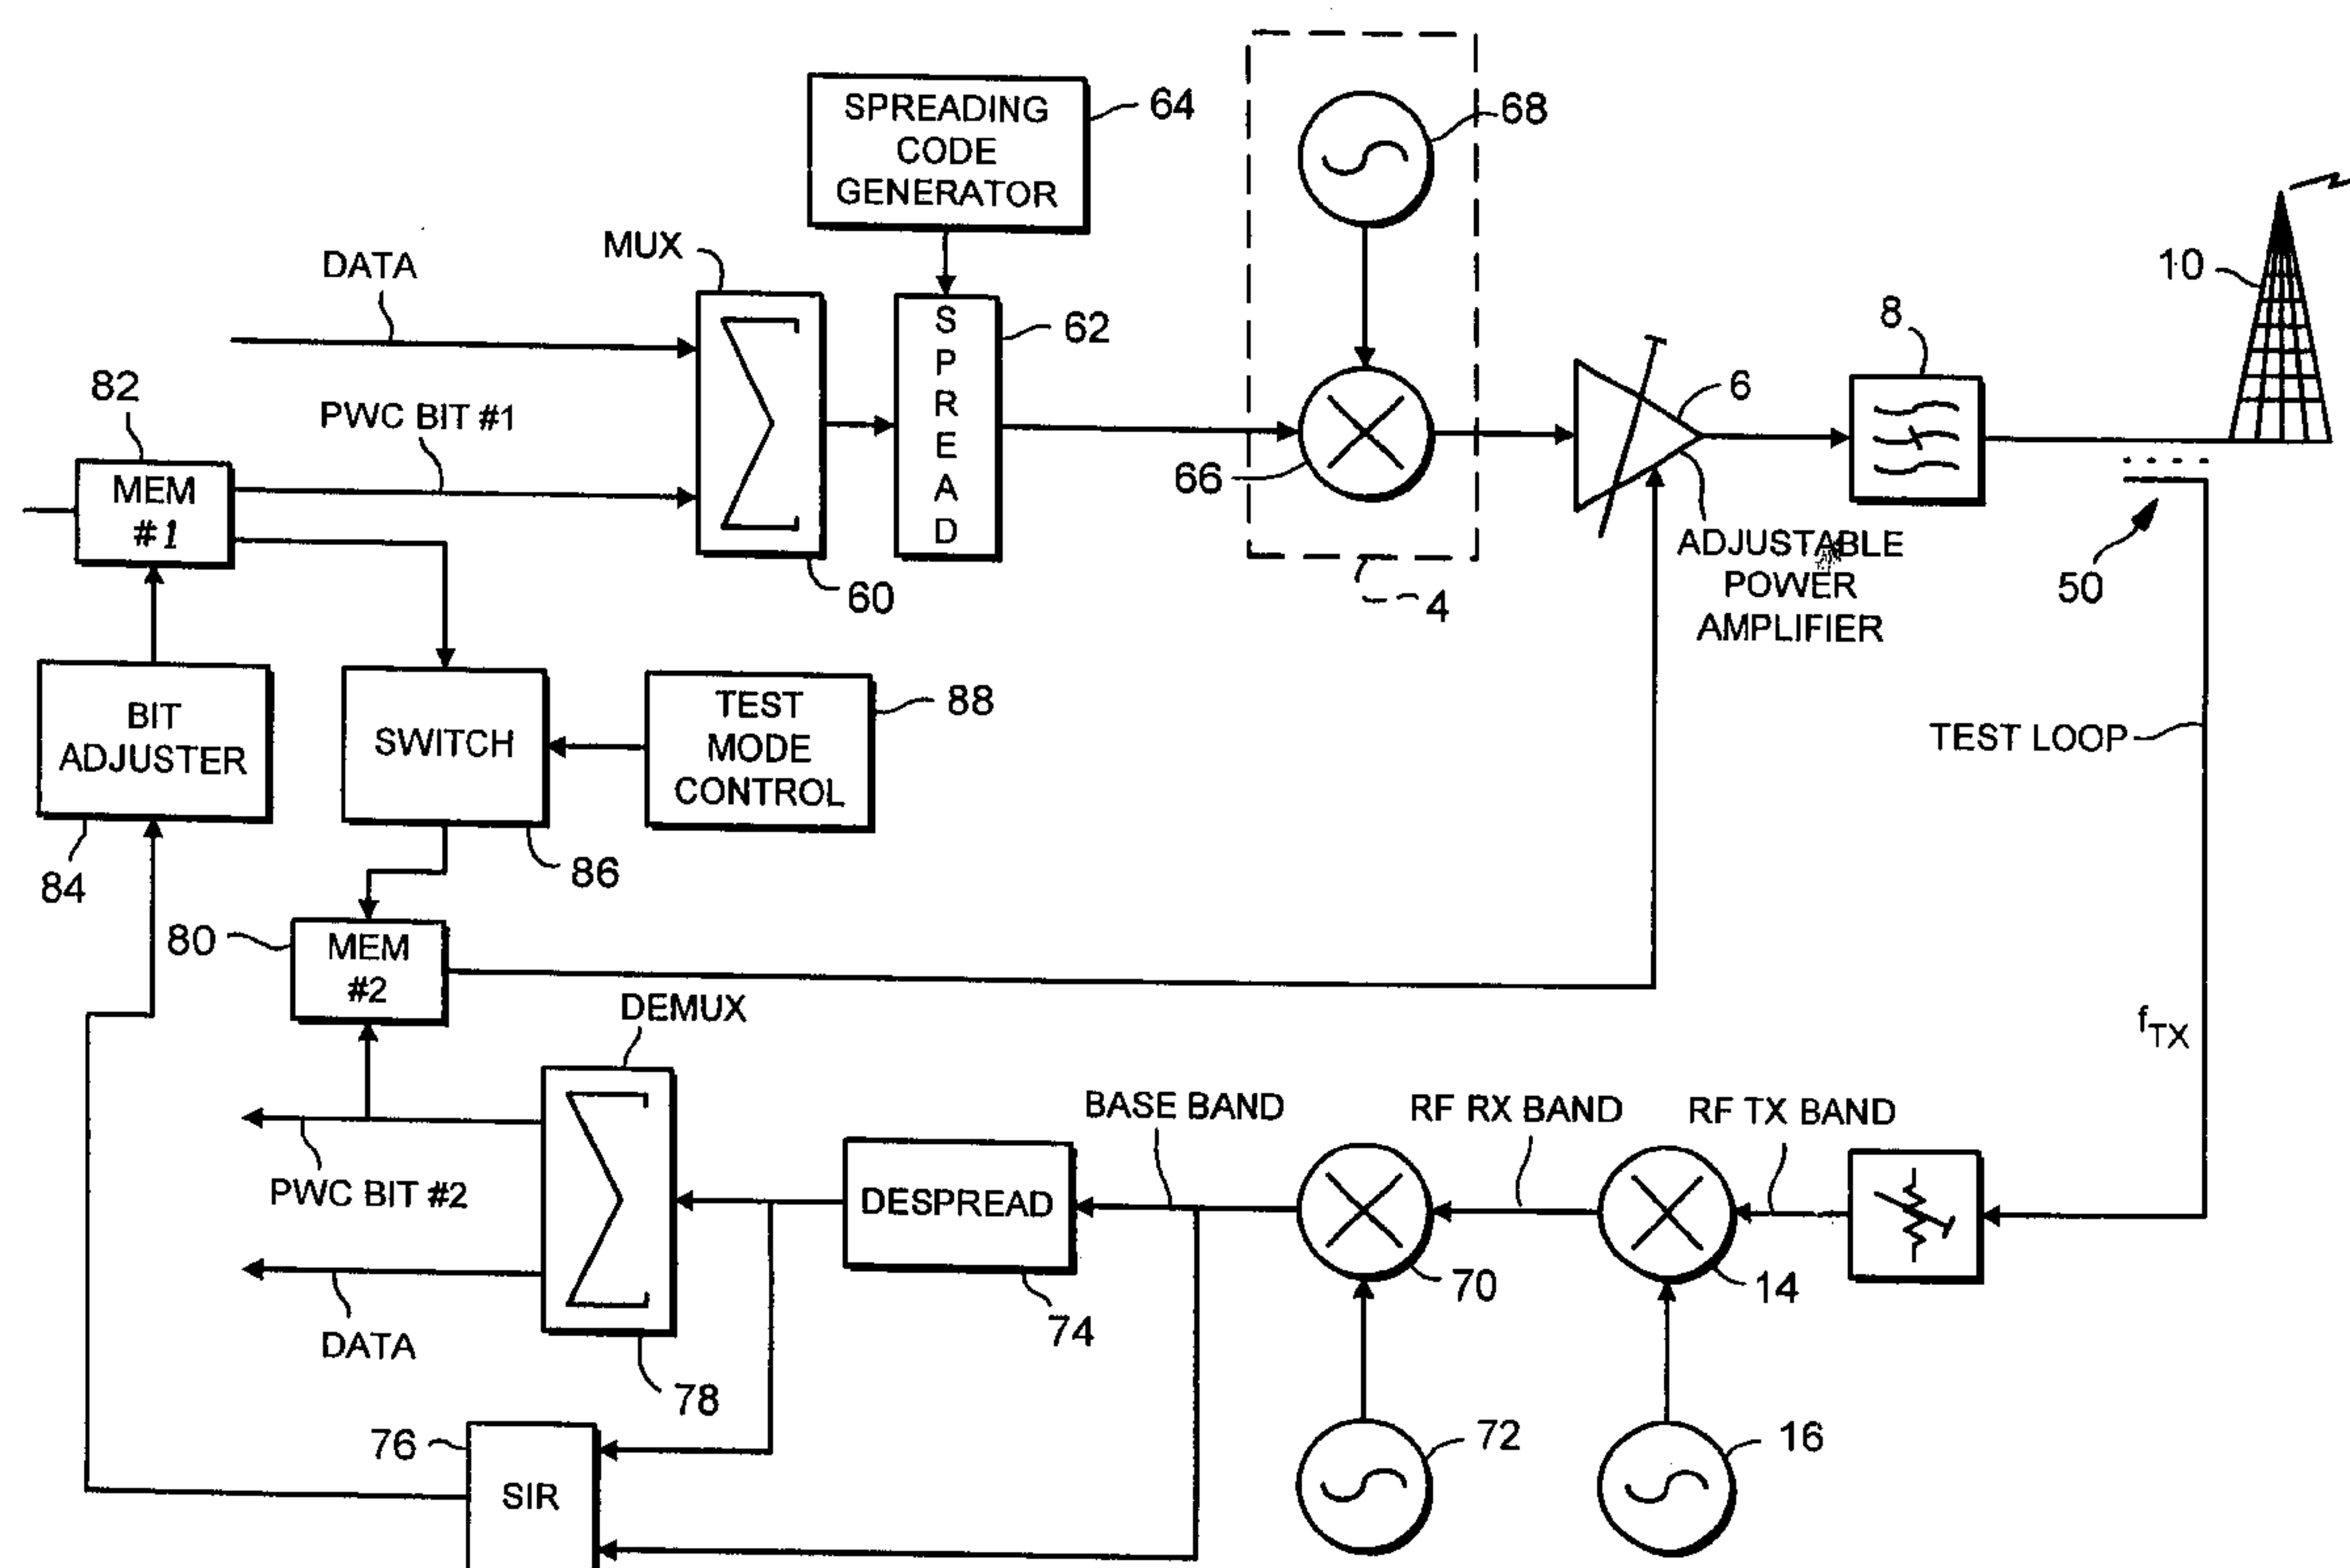 SPREADING
CODE
GENERATOR
64
68
MUX
DATA
10
8
62
S
P
R
E
A
D
82
PWC BIT #1
6
MEM
#1
66
ADJUSTABLE
POWER
AMPLIFIER
60
4
50
BIT
ADJUSTER
SWITCH
TEST
MODE
CONTROL
88
TEST LOOP
84
86
80
MEM
#2
DEMUX
fTX
BASE BAND
RF RX BAND
RF TX BAND
PWC BIT #2
DESPREAD
70
14
74
DATA
78
76
72
16
SIR